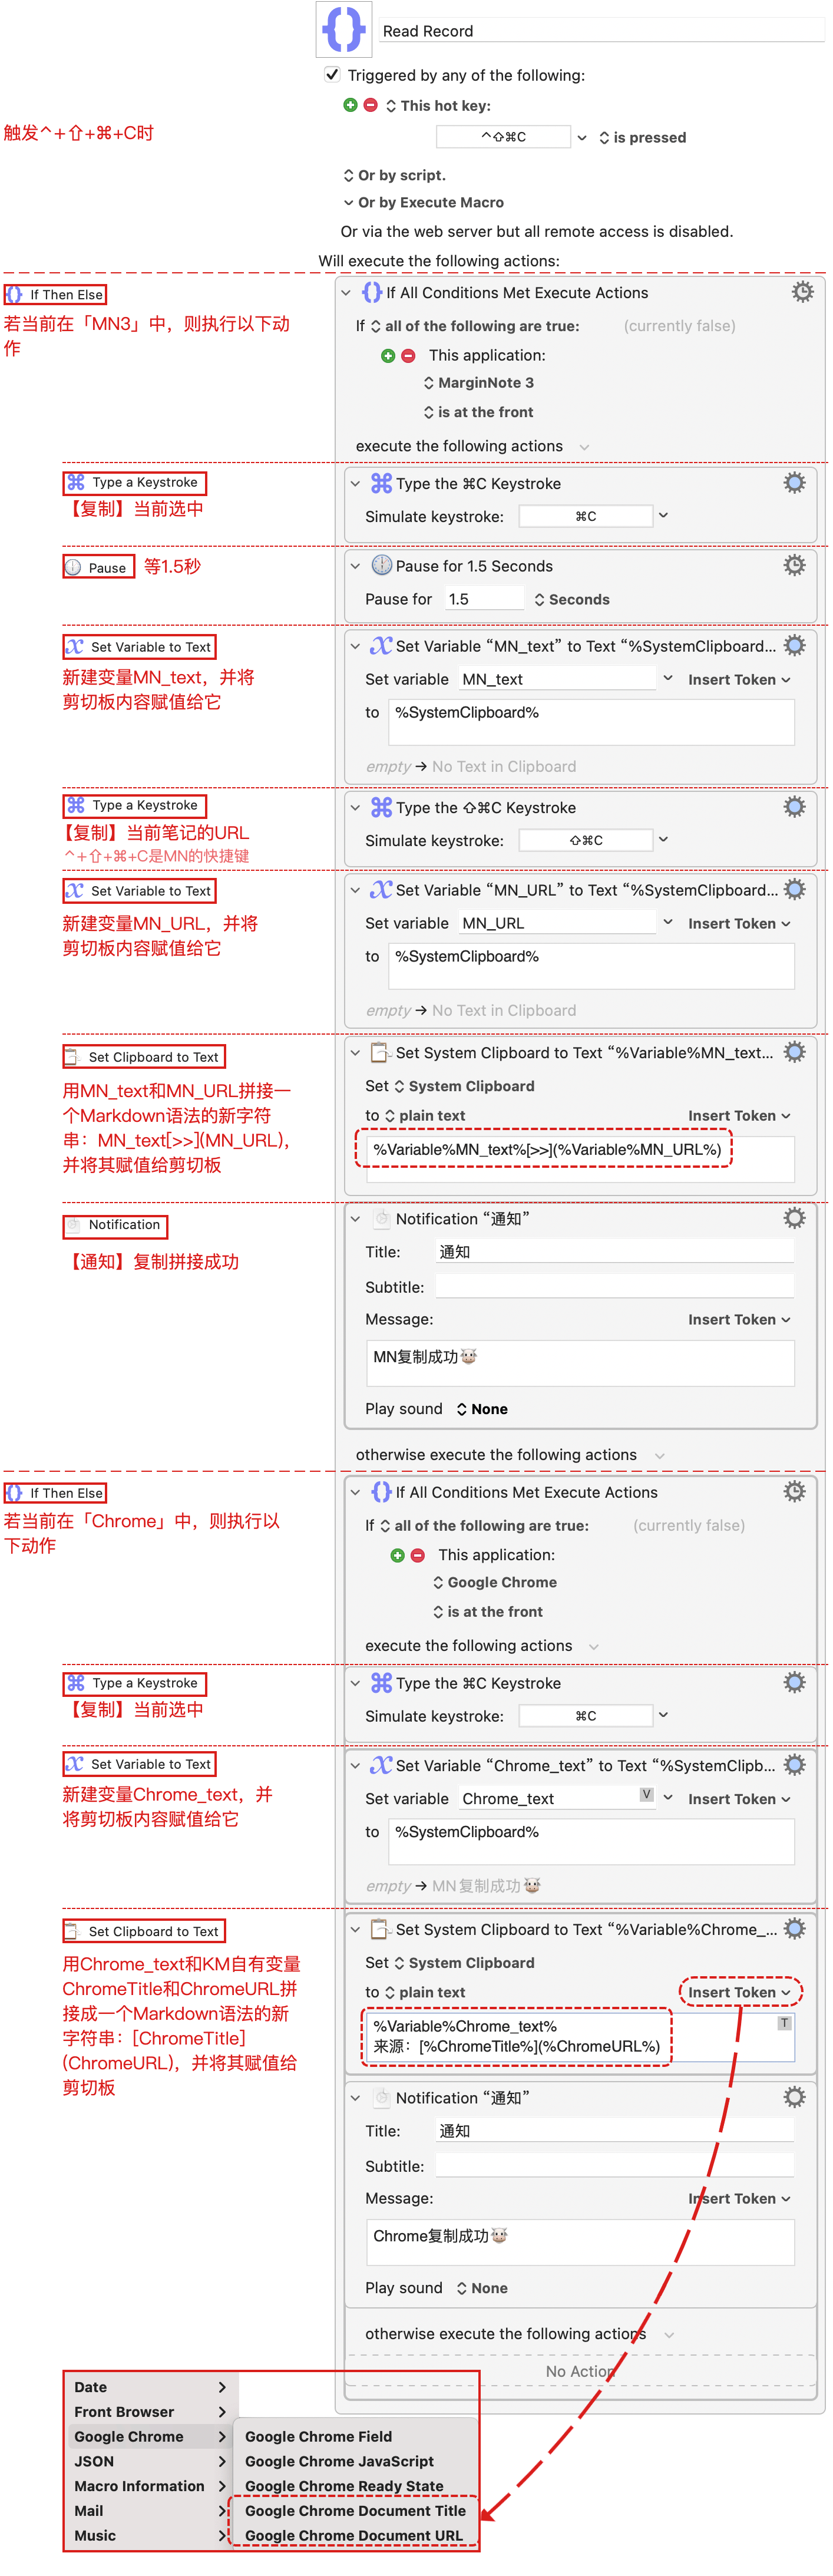 Read Record
Triggered by any of the following:
This hot key:
触发^+⇧+⌘+C时
^⇧⌘C
is pressed
Or by script.
Or by Execute Macro
Or via the web server but all remote access is disabled.
Will execute the following actions:
If Then Else
If All Conditions Met Execute Actions
若当前在「MN3」中，则执行以下动
作
If all of the following are true:
(currently false)
This application:
MarginNote 3
is at the front
execute the following actions
Type a Keystroke
Type the ⌘C Keystroke
【复制】当前选中
Simulate keystroke:
⌘C
Pause
等1.5秒
Pause for 1.5 Seconds
Pause for 1.5 Seconds
Set Variable to Text
Set Variable “MN_text” to Text “%SystemClipboard...
新建变量MN_text，并将
剪切板内容赋值给它
Set variable MN_text Insert Token
to %SystemClipboard%
empty → No Text in Clipboard
Type a Keystroke
Type the ⇧⌘C Keystroke
【复制】当前笔记的URL
^+⇧+⌘+C是MN的快捷键
Simulate keystroke: ⇧⌘C
Set Variable to Text
Set Variable “MN_URL” to Text “%SystemClipboard...
新建变量MN_URL，并将
剪切板内容赋值给它
Set variable MN_URL Insert Token
to %SystemClipboard%
empty → No Text in Clipboard
Set Clipboard to Text
Set System Clipboard to Text “%Variable%MN_text...
用MN_text和MN_URL拼接一
个Markdown语法的新字符
串：MN_text[>>](MN_URL),
并将其赋值给剪切板
Set System Clipboard
to plain text Insert Token
%Variable%MN_text%[>>](%Variable%MN_URL%)
Notification
Notification “通知”
【通知】复制拼接成功
Title: 通知
Subtitle:
Message: Insert Token
MN复制成功🐮
Play sound None
otherwise execute the following actions
If Then Else
If All Conditions Met Execute Actions
若当前在「Chrome」中，则执行以
下动作
If all of the following are true:
(currently false)
This application:
Google Chrome
is at the front
execute the following actions
Type a Keystroke
Type the ⌘C Keystroke
【复制】当前选中
Simulate keystroke: ⌘C
Set Variable to Text
Set Variable “Chrome_text” to Text “%SystemClipb...
新建变量Chrome_text，并
将剪切板内容赋值给它
Set variable Chrome_text V Insert Token
to %SystemClipboard%
empty → MN复制成功🐮
Set Clipboard to Text
Set System Clipboard to Text “%Variable%Chrome_...
用Chrome_text和KM自有变量
ChromeTitle和ChromeURL拼
接成一个Markdown语法的新
字符串：[ChromeTitle]
(ChromeURL)，并将其赋值给
剪切板
Set System Clipboard
to plain text Insert Token
%Variable%Chrome_text% T
来源：[%ChromeTitle%](%ChromeURL%)
Notification “通知”
Title: 通知
Subtitle:
Message: Insert Token
Chrome复制成功🐮
Play sound None
otherwise execute the following actions
No Action
Date
Front Browser
Google Chrome
JSON
Macro Information
Mail
Music
Google Chrome Field
Google Chrome JavaScript
Google Chrome Ready State
Google Chrome Document Title
Google Chrome Document URL